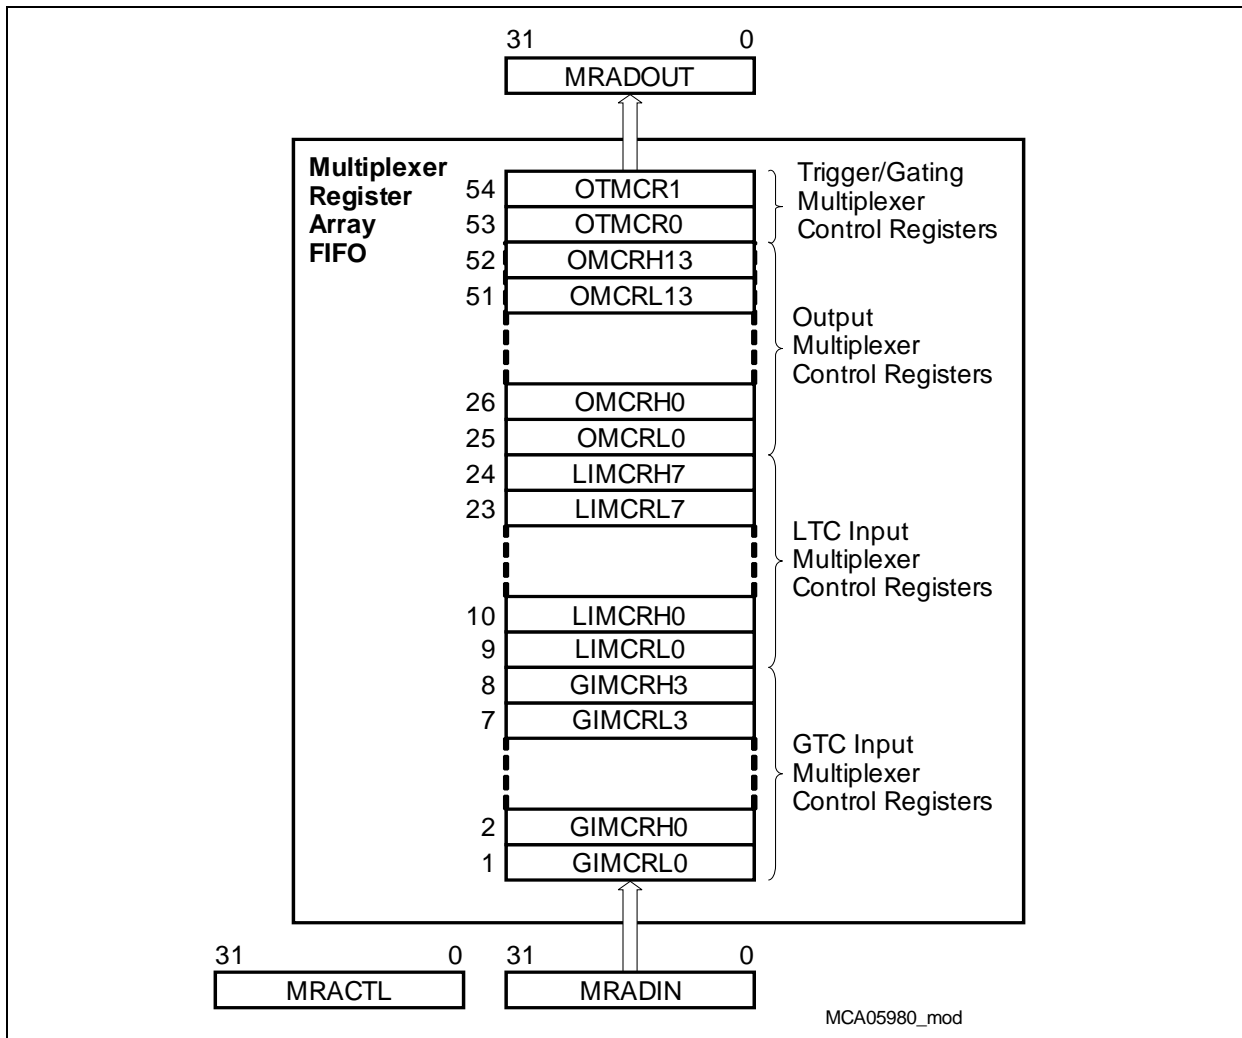 31 0
MRADOUT
Multiplexer
Register
Array
FIFO
54 OTMCR1
53 OTMCR0
52 OMCRH13
51 OMCRL13
26 OMCRH0
25 OMCRL0
24 LIMCRH7
23 LIMCRL7
10 LIMCRH0
9 LIMCRL0
8 GIMCRH3
7 GIMCRL3
2 GIMCRH0
1 GIMCRL0
Trigger/Gating
Multiplexer
Control Registers
Output
Multiplexer
Control Registers
LTC Input
Multiplexer
Control Registers
GTC Input
Multiplexer
Control Registers
31 0
MRACTL
31 0
MRADIN
MCA05980_mod